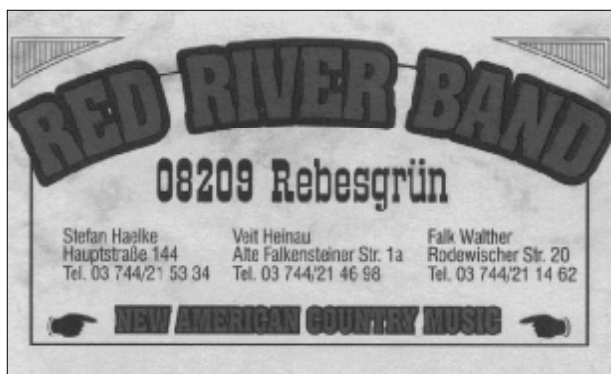 RED RIVER BAND
08209 Rebesgrün
Stefan Haelke
Hauptstraße 144
Tel. 03 744/21 53 34
Veit Heinau
Alte Falkensteiner Str. 1a
Tel. 03 744/21 46 98
Falk Walther
Rodewischer Str. 20
Tel. 03 744/21 14 62
NEW AMERICAN COUNTRY MUSIC